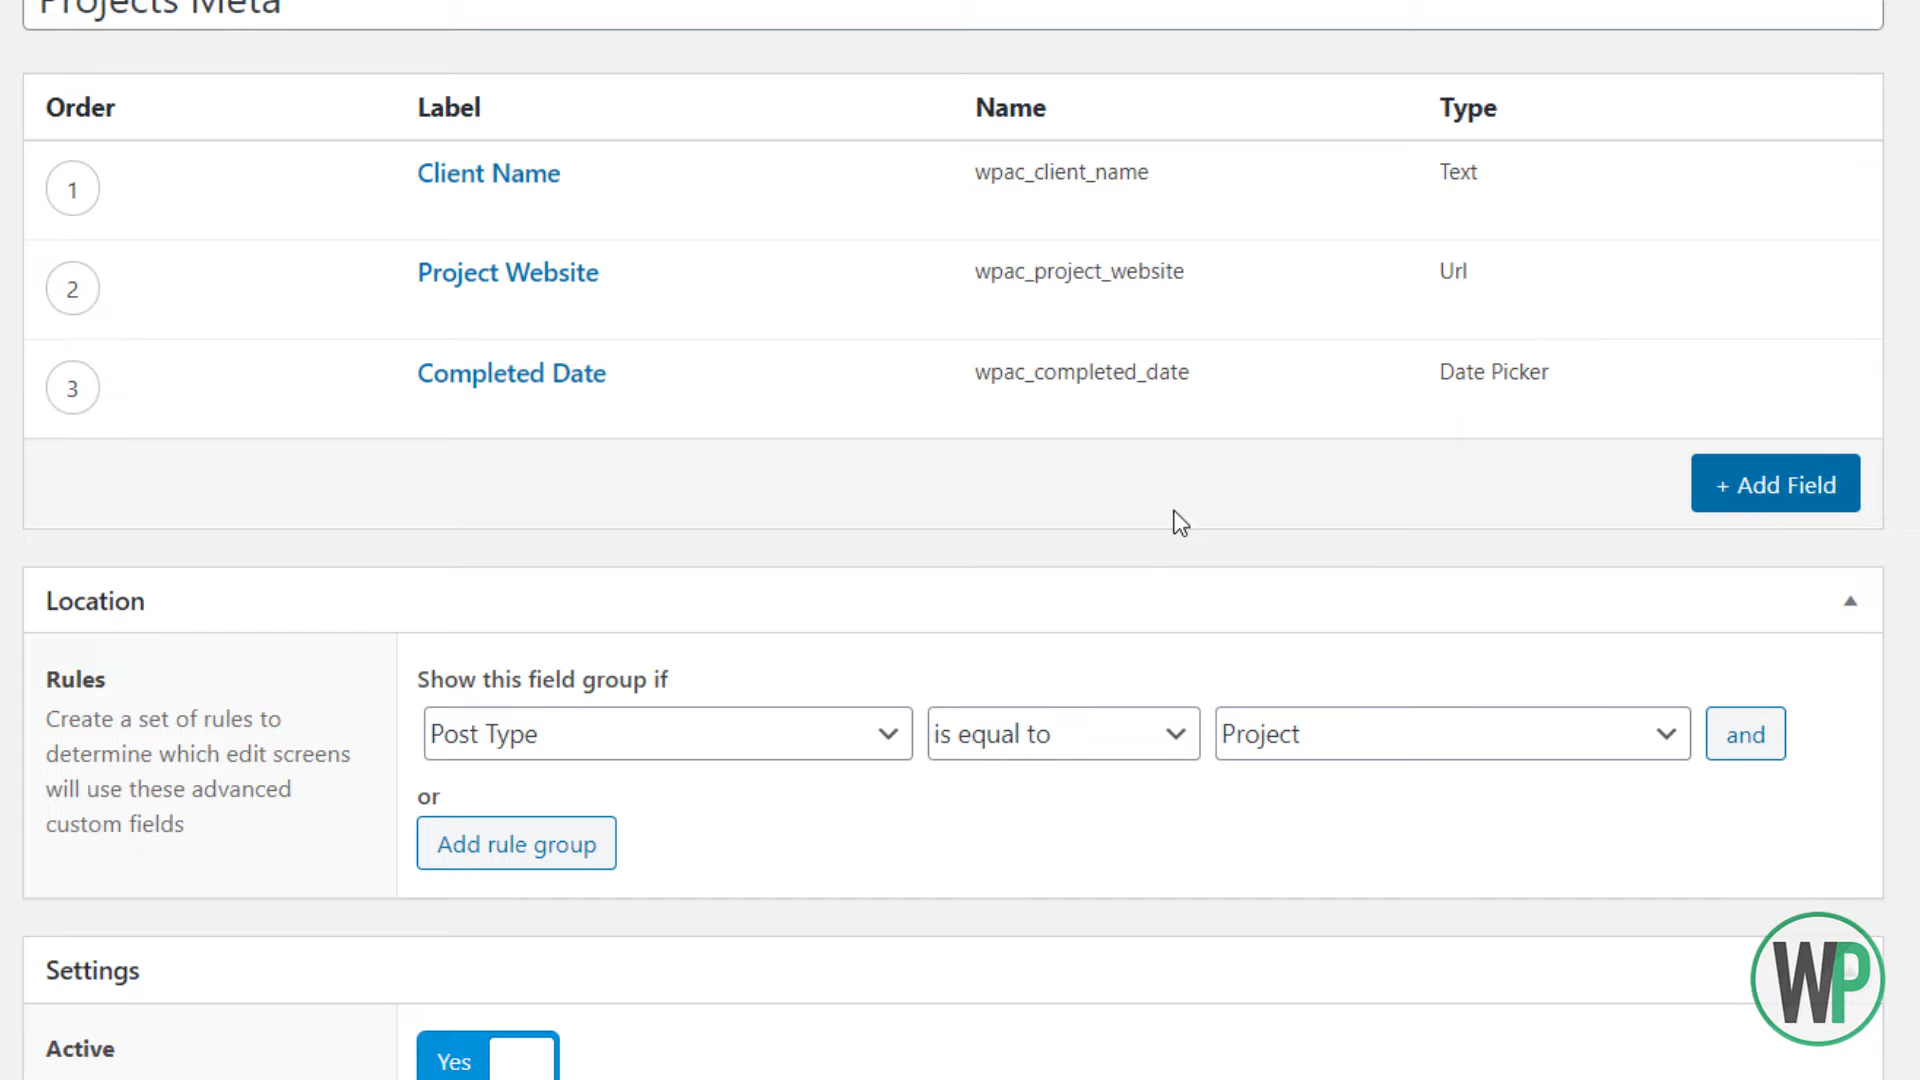 Projects Meta
Order Label Name Type
1 Client Name wpac_client_name Text
2 Project Website wpac_project_website Url
3 Completed Date wpac_completed_date Date Picker
+ Add Field
Location
Rules
Create a set of rules to
determine which edit screens
will use these advanced
custom fields
Show this field group if
Post Type is equal to Project and
or
Add rule group
Settings
WP
Active
Yes